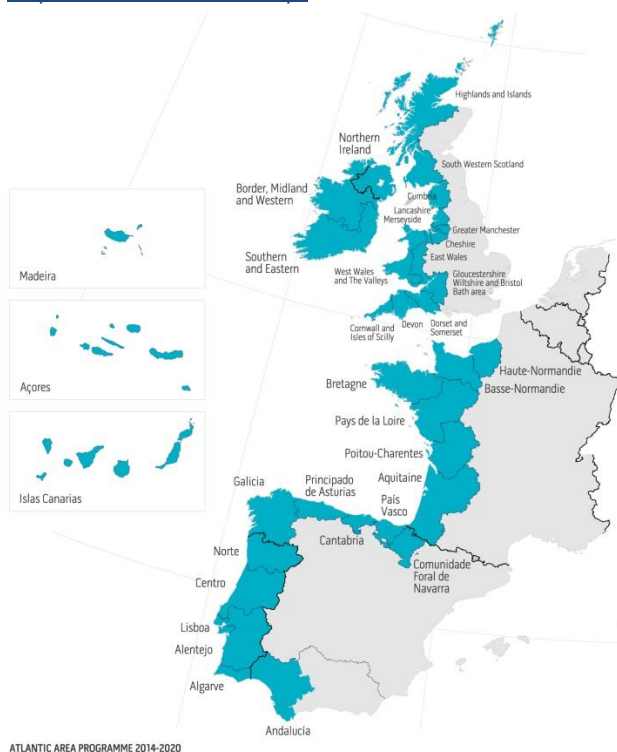 Highlands and Islands
Northern
Ireland
South Western Scotland
Border, Midland
and Western
Cumbria
Lancashire
Merseyside
Greater Manchester
Cheshire
East Wales
Southern
and Eastern
West Wales
and The Valleys
Gloucestershire
Wiltshire and Bristol
Bath area
Cornwall and
Isles of Scilly
Devon
Dorset and
Somerset
Madeira
Açores
Islas Canarias
Haute-Normandie
Basse-Normandie
Bretagne
Pays de la Loire
Poitou-Charentes
Aquitaine
País
Vasco
Principado
de Asturias
Galicia
Cantabria
Comunidade
Foral de
Navarra
Norte
Centro
Lisboa
Alentejo
Algarve
Andalucía
ATLANTIC AREA PROGRAMME 2014-2020